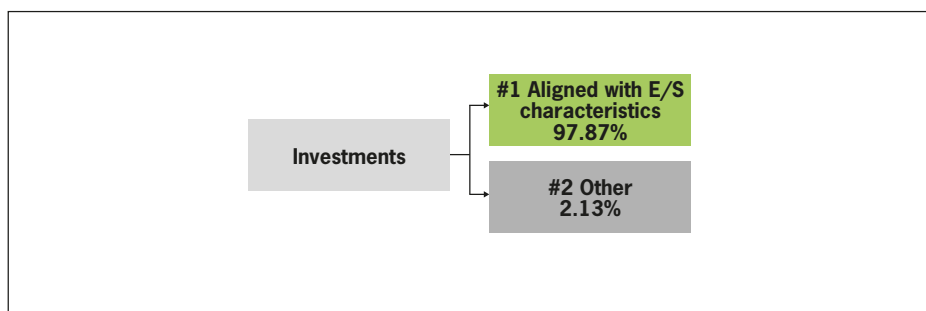 Investments
#1 Aligned with E/S
characteristics
97.87%
#2 Other
2.13%